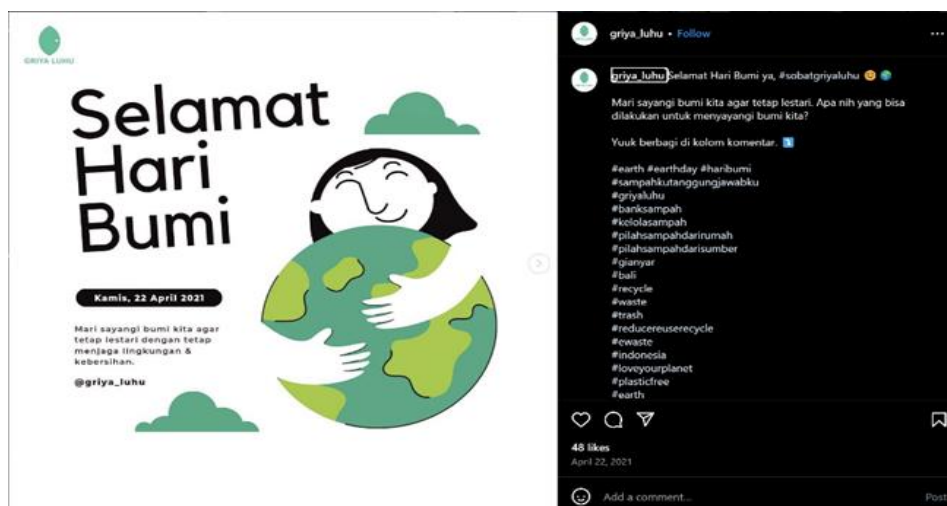 GRIYA LUHU
Selamat
Hari
Bumi
Kamis, 22 April 2021
Mari sayangi bumi kita agar
tetap lestari dengan tetap
menjaga lingkungan &
kebersihan.
@griya_luhu
griya_luhu • Follow
griya_luhu Selamat Hari Bumi ya, #sobatgriyaluhu
Mari sayangi bumi kita agar tetap lestari. Apa nih yang bisa
dilakukan untuk menyayangi bumi kita?
Yuuk berbagi di kolom komentar.
#earth #earthday #haribumi
#sampahkutanggungjawabku
#griyaluhu
#banksampah
#kelolasampah
#pilahsampahdarirumah
#pilahsampahdarisumber
#gianyar
#bali
#recycle
#waste
#trash
#reducereuserecycle
#ewaste
#indonesia
#loveyourplanet
#plasticfree
#earth
48 likes
April 22, 2021
Add a comment...
Post